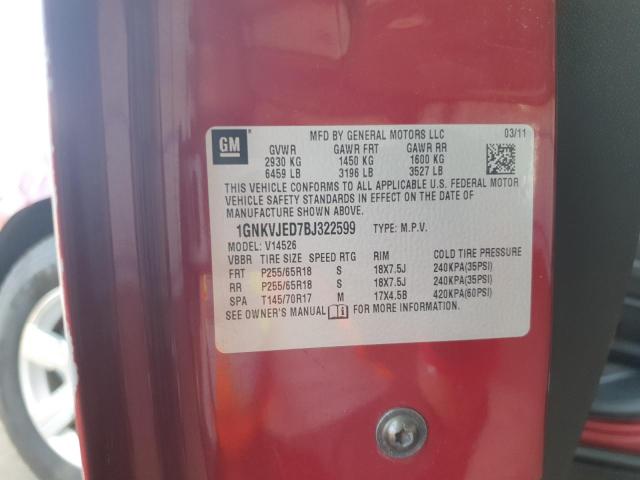 GM MFD BY GENERAL MOTORS LLC 03/11
GVWR GAWR FRT GAWR RR
2930 KG 1450 KG 1600 KG
6459 LB 3196 LB 3527 LB
THIS VEHICLE CONFORMS TO ALL APPLICABLE U.S. FEDERAL MOTOR
VEHICLE SAFETY STANDARDS IN EFFECT ON THE DATE OF
MANUFACTURE SHOWN ABOVE.
1GNKVJED7BJ322599 TYPE: M.P.V.
MODEL: V14526
VBBR TIRE SIZE SPEED RTG RIM COLD TIRE PRESSURE
FRT P255/65R18 S 18X7.5J 240KPA(35PSI)
RR P255/65R18 S 18X7.5J 240KPA(35PSI)
SPA T145/70R17 M 17X4.5B 420KPA(60PSI)
SEE OWNER'S MANUAL FOR MORE INFORMATION.